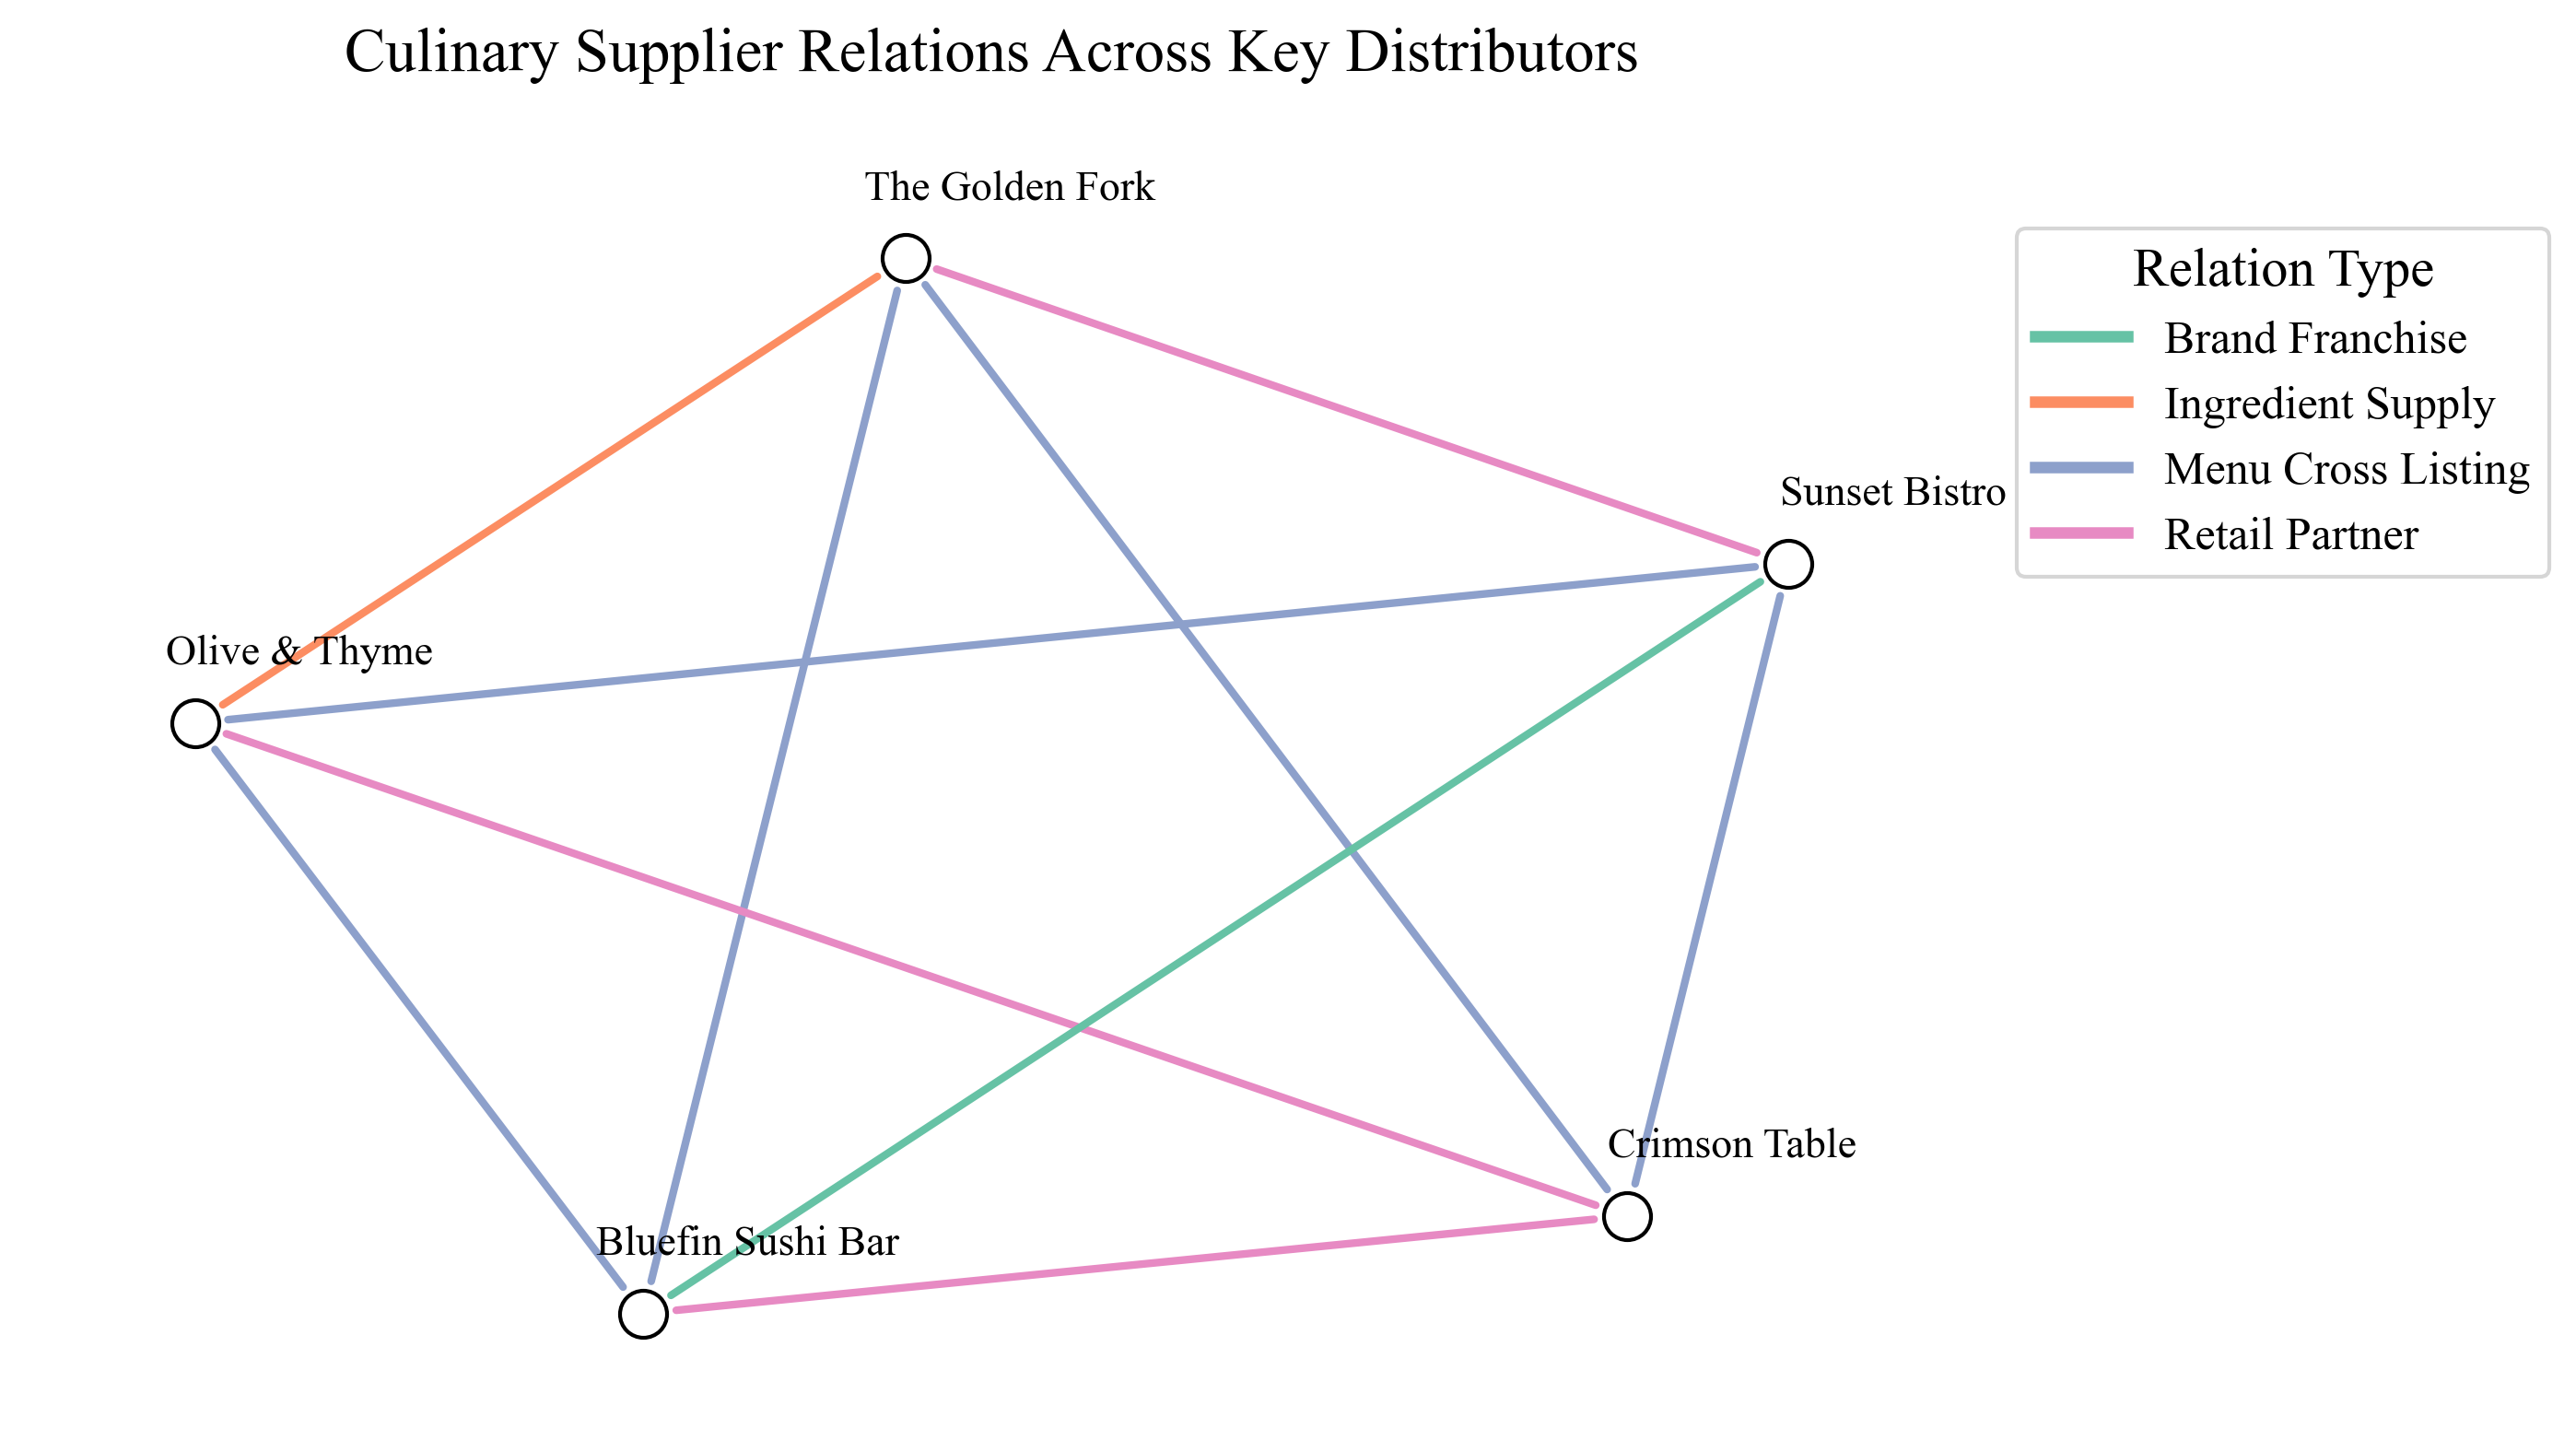 Culinary Supplier Relations Across Key Distributors
The Golden Fork
Sunset Bistro
Olive & Thyme
Crimson Table
Bluefin Sushi Bar
Relation Type
Brand Franchise
Ingredient Supply
Menu Cross Listing
Retail Partner